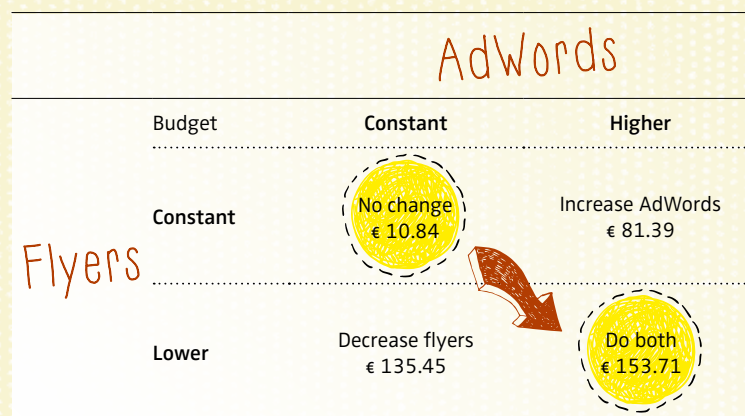 AdWords
Budget Constant Higher
Flyers
Constant
No change
€ 10.84
Increase AdWords
€ 81.39
Lower
Decrease flyers
€ 135.45
Do both
€ 153.71